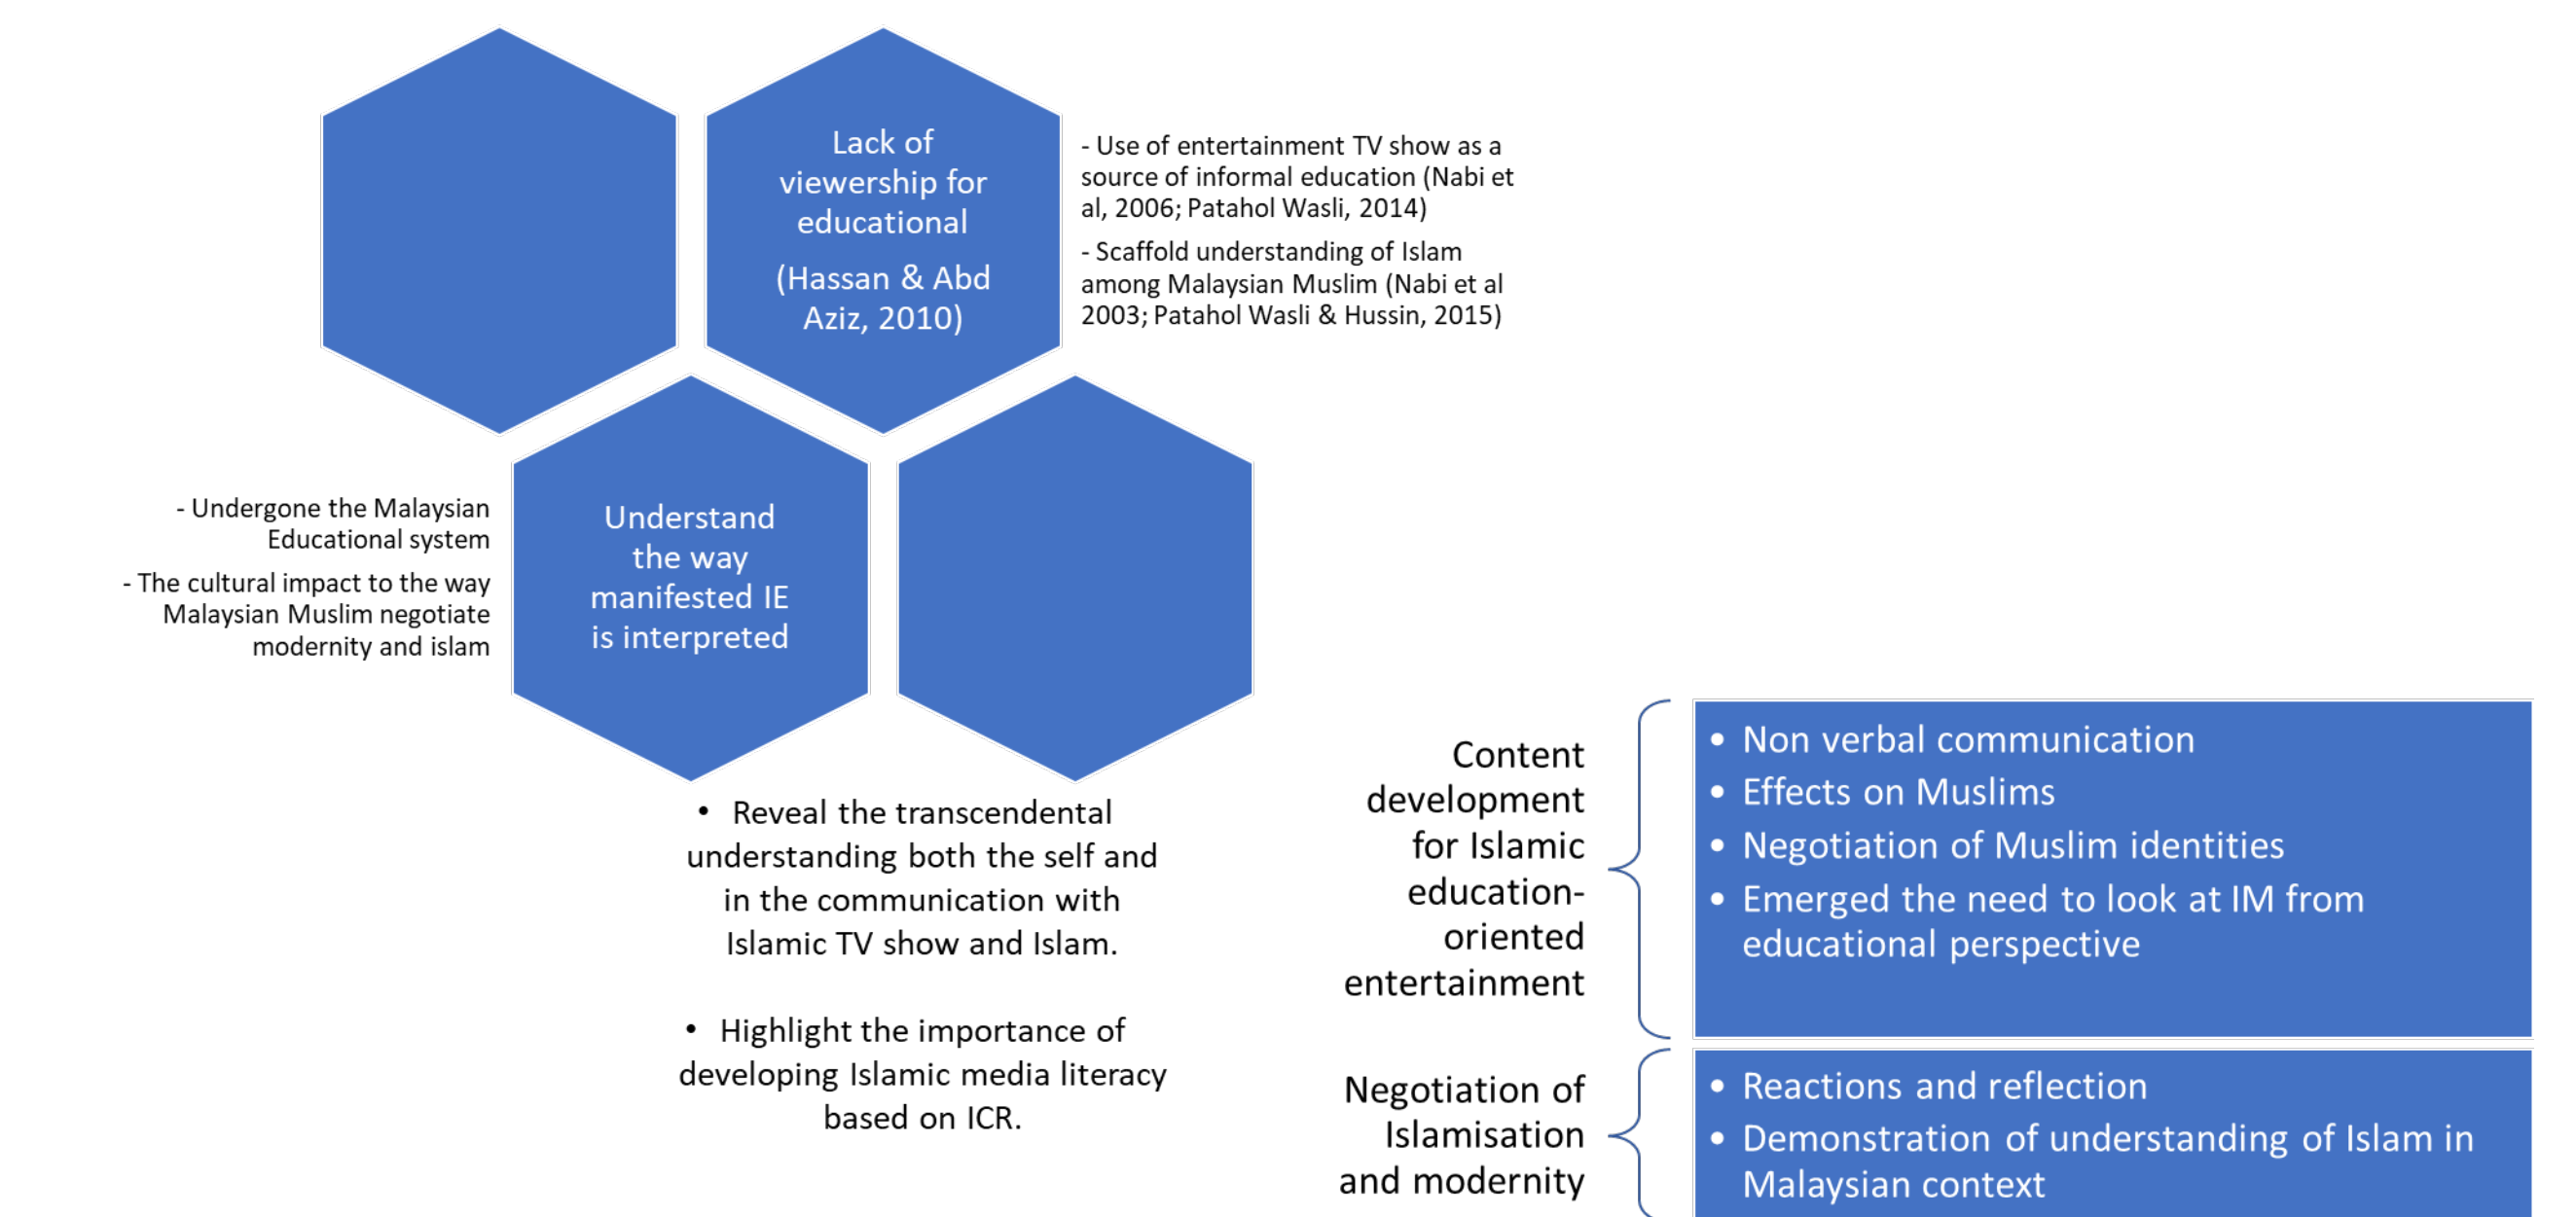 Lack of
viewership for
educational
(Hassan & Abd
Aziz, 2010)
- Use of entertainment TV show as a
source of informal education (Nabi et
al, 2006; Patahol Wasli, 2014)
- Scaffold understanding of Islam
among Malaysian Muslim (Nabi et al
2003; Patahol Wasli & Hussin, 2015)
- Undergone the Malaysian
Educational system
- The cultural impact to the way
Malaysian Muslim negotiate
modernity and islam
Understand
the way
manifested IE
is interpreted
• Reveal the transcendental
understanding both the self and
in the communication with
Islamic TV show and Islam.
• Highlight the importance of
developing Islamic media literacy
based on ICR.
Content
development
for Islamic
education-
oriented
entertainment
• Non verbal communication
• Effects on Muslims
• Negotiation of Muslim identities
• Emerged the need to look at IM from
educational perspective
Negotiation of
Islamisation
and modernity
• Reactions and reflection
• Demonstration of understanding of Islam in
Malaysian context